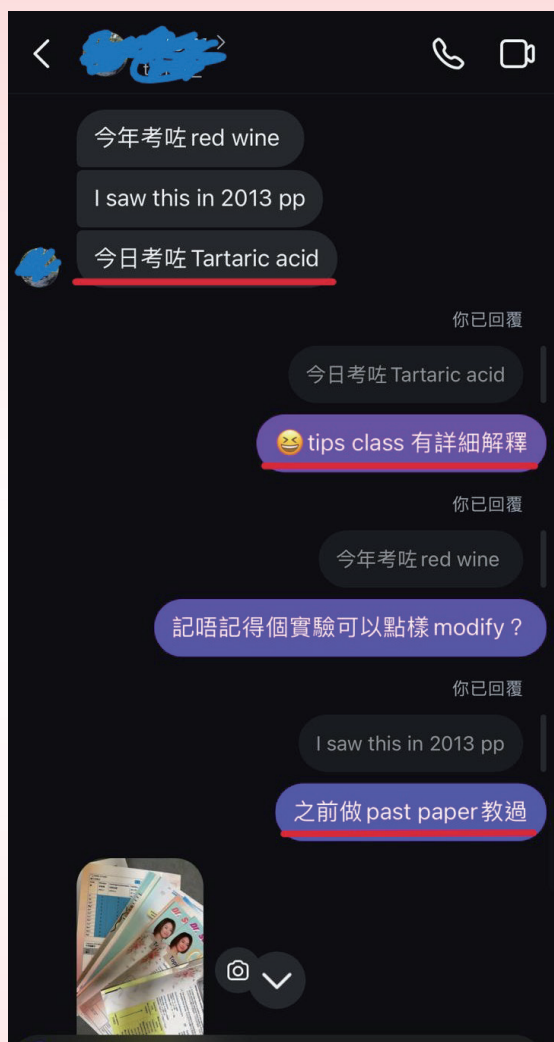 今年考咗 red wine
I saw this in 2013 pp
今日考咗 Tartaric acid
你已回覆
今日考咗 Tartaric acid
😆 tips class 有詳細解釋
你已回覆
今年考咗 red wine
記唔記得個實驗可以點樣 modify？
你已回覆
I saw this in 2013 pp
之前做 past paper 教過